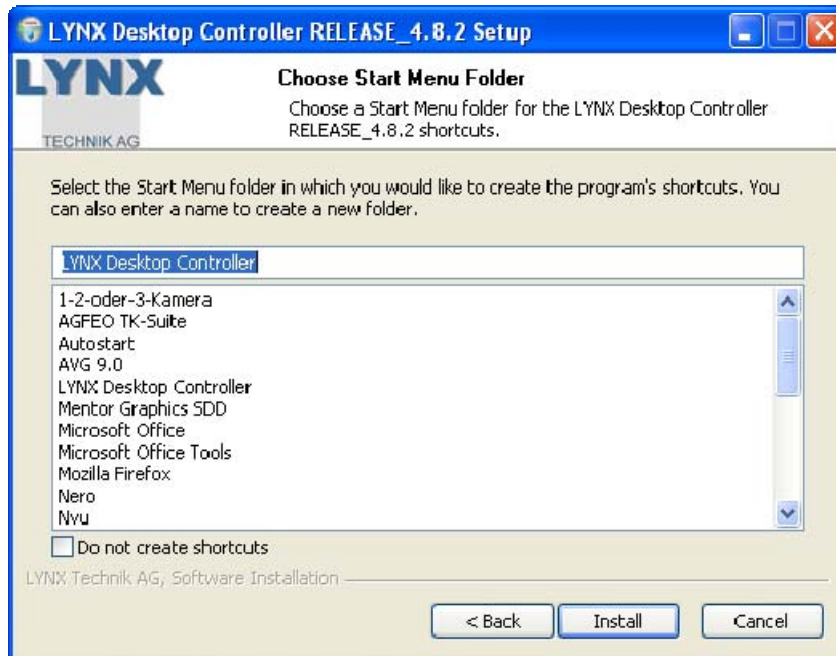 LYNX Desktop Controller RELEASE_4.8.2 Setup
LYNX
TECHNIK AG
Choose Start Menu Folder
Choose a Start Menu folder for the LYNX Desktop Controller
RELEASE_4.8.2 shortcuts.
Select the Start Menu folder in which you would like to create the program's shortcuts. You
can also enter a name to create a new folder.
LYNX Desktop Controller
1-2-oder-3-Kamera
AGFEO TK-Suite
Autostart
AVG 9.0
LYNX Desktop Controller
Mentor Graphics SDD
Microsoft Office
Microsoft Office Tools
Mozilla Firefox
Nero
Nvu
Do not create shortcuts
LYNX Technik AG, Software Installation
< Back
Install
Cancel